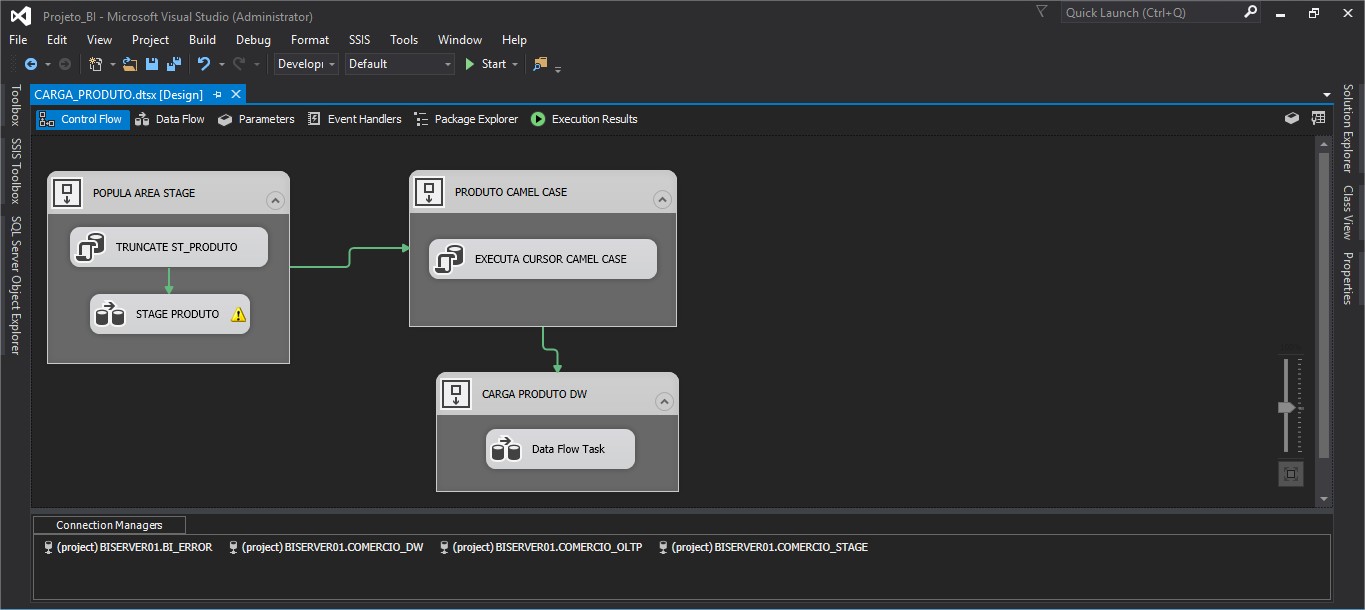 Projeto_BI - Microsoft Visual Studio (Administrator)
Quick Launch (Ctrl+Q)
File Edit View Project Build Debug Format SSIS Tools Window Help
Developı Default Start
CARGA_PRODUTO.dtsx [Design]
Control Flow Data Flow Parameters Event Handlers Package Explorer Execution Results
Toolbox
SSIS Toolbox
SQL Server Object Explorer
POPULA AREA STAGE
TRUNCATE ST_PRODUTO
STAGE PRODUTO
PRODUTO CAMEL CASE
EXECUTA CURSOR CAMEL CASE
CARGA PRODUTO DW
Data Flow Task
Solution Explorer
Class View
Properties
Connection Managers
(project) BISERVER01.BI_ERROR (project) BISERVER01.COMERCIO_DW (project) BISERVER01.COMERCIO_OLTP (project) BISERVER01.COMERCIO_STAGE